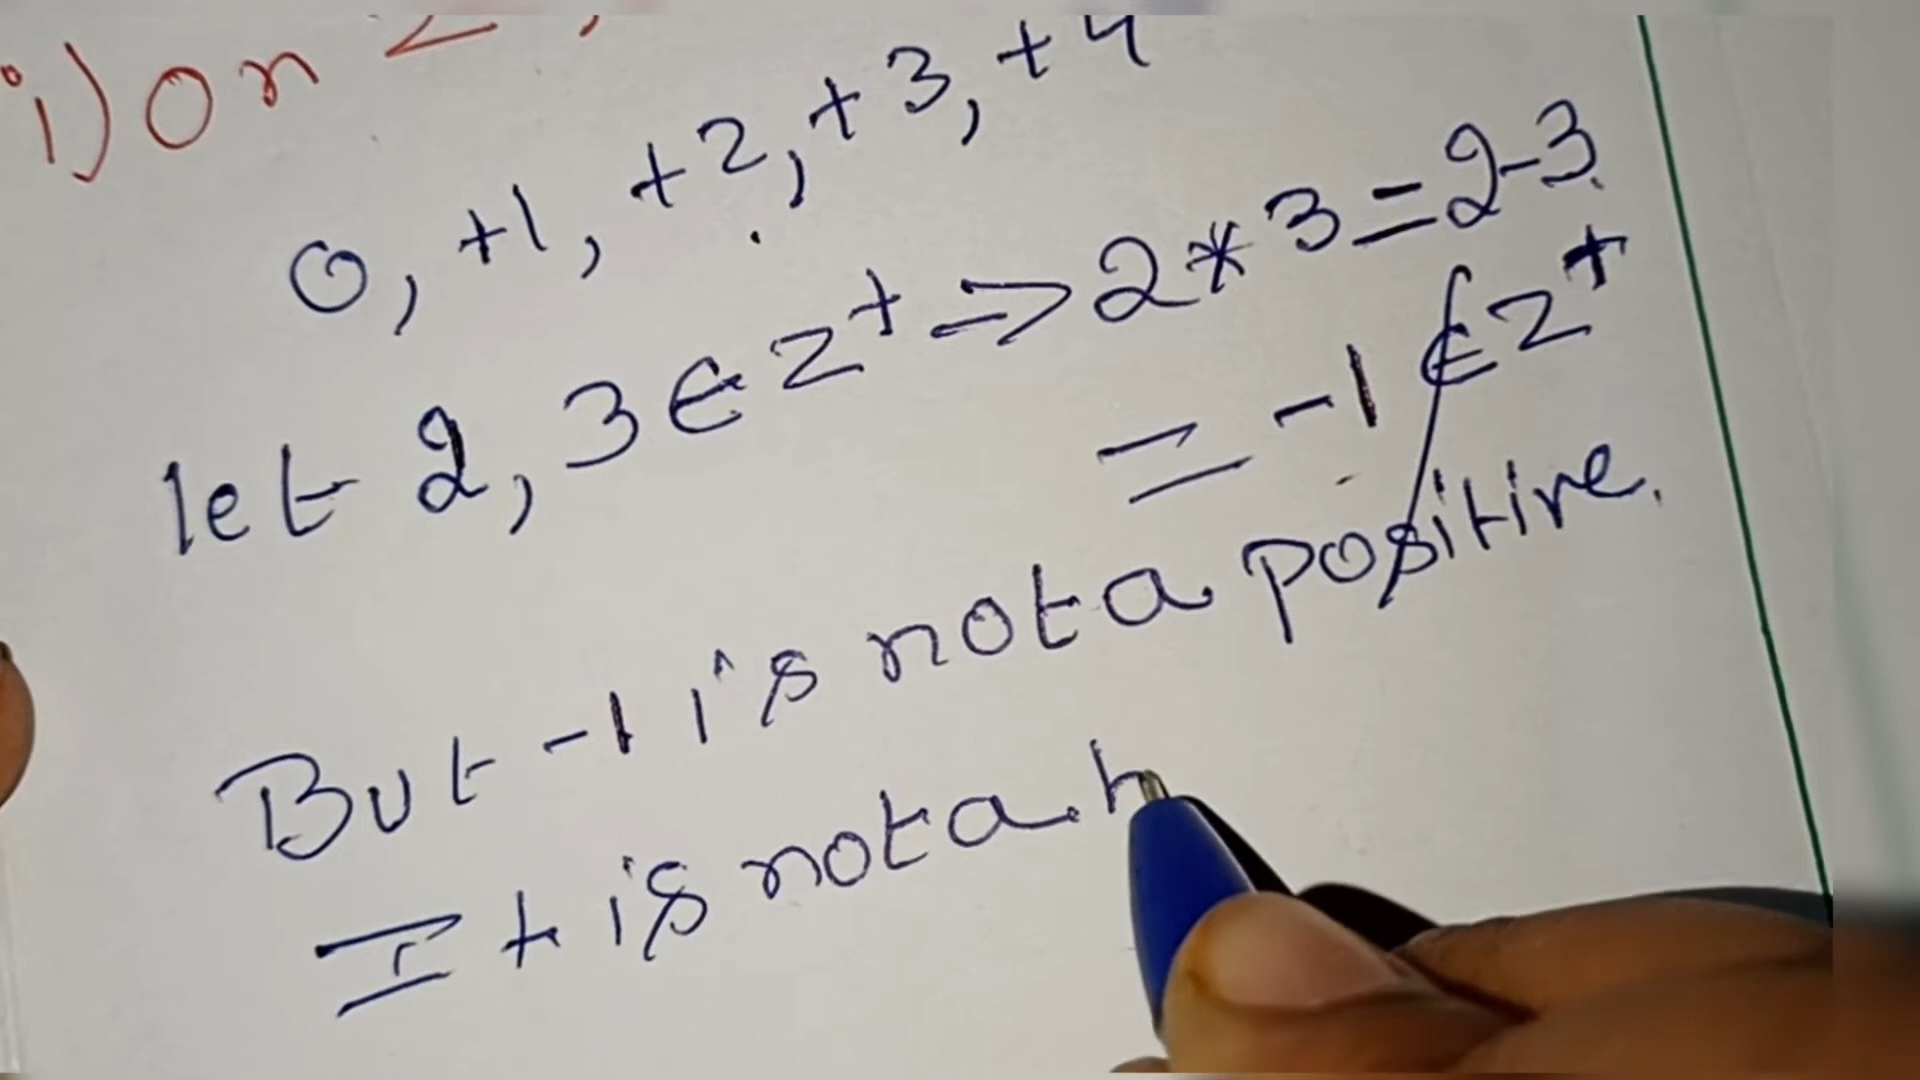 i) On
0, +1, +2, +3, +4
let 2, 3 ∈ z⁺ => 2 * 3 = 2-3
= -1 ∉ z⁺
But -1 is not a positive.
It is not a